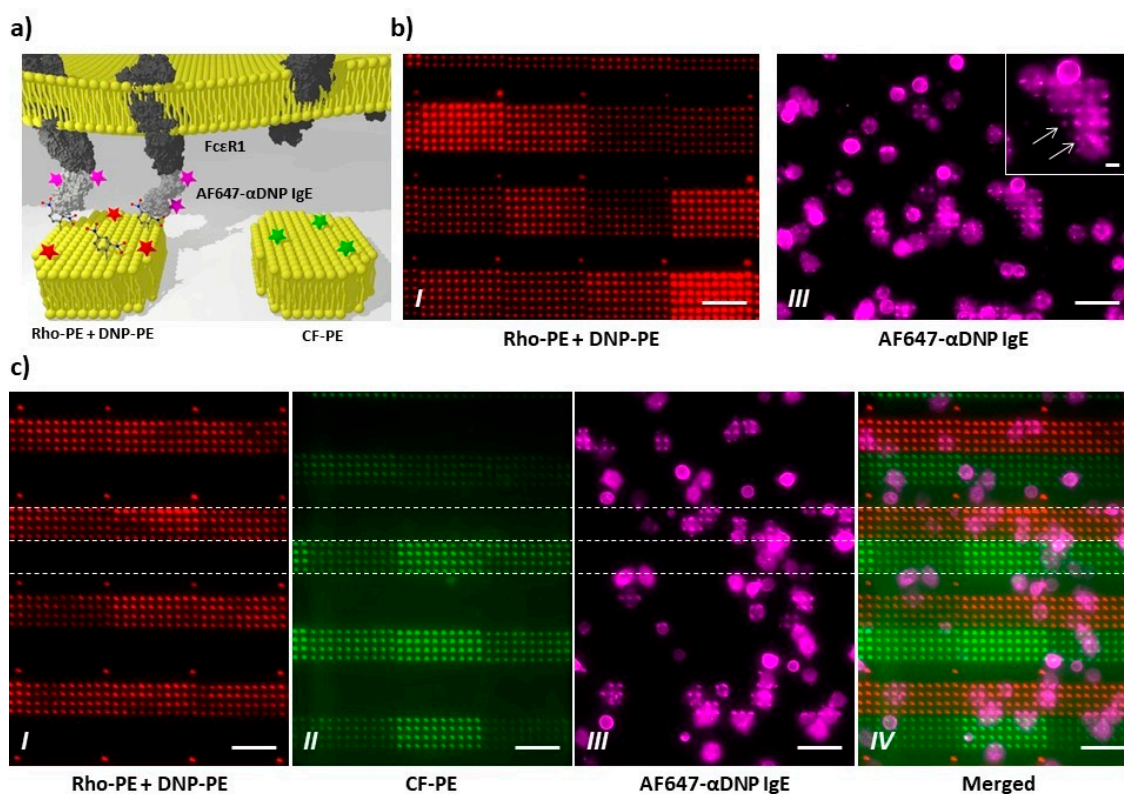 a)
FcεR1
AF647-αDNP IgE
Rho-PE + DNP-PE
CF-PE
b)
I
III
Rho-PE + DNP-PE
AF647-αDNP IgE
c)
I
II
III
IV
Rho-PE + DNP-PE
CF-PE
AF647-αDNP IgE
Merged